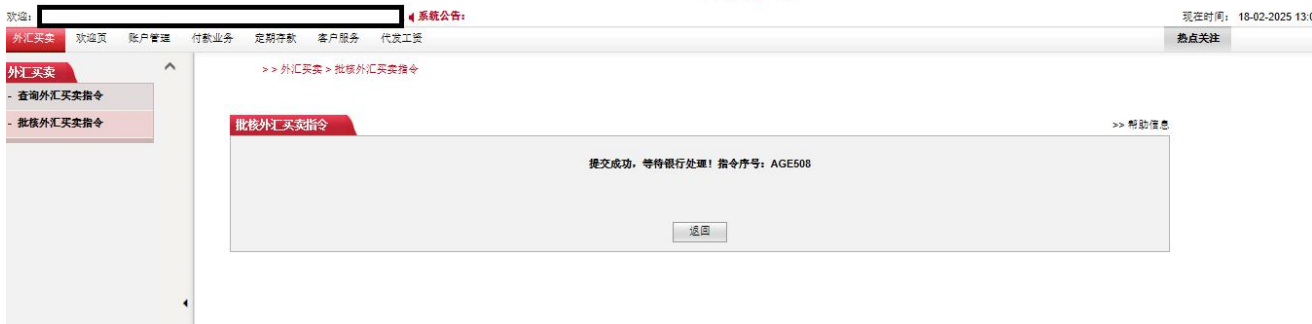 欢迎: 系统公告: 现在时间: 18-02-2025 13:0
外汇买卖 欢迎页 账户管理 付款业务 定期存款 客户服务 代发工资 热点关注
外汇买卖
>> 外汇买卖 > 批核外汇买卖指令
- 查询外汇买卖指令
- 批核外汇买卖指令
批核外汇买卖指令 >> 帮助信息
提交成功，等待银行处理！指令序号：AGE508
返回